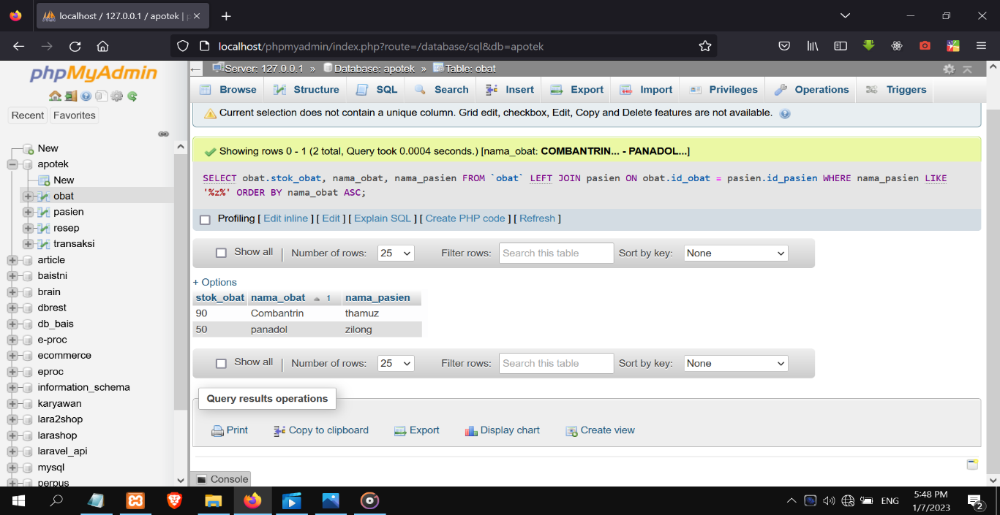 localhost / 127.0.0.1 / apotek | p
localhost/phpmyadmin/index.php?route=/database/sql&db=apotek
phpMyAdmin
Recent Favorites
New
apotek
New
obat
pasien
resep
transaksi
article
baistni
brain
dbrest
db_bais
e-proc
ecommerce
eproc
information_schema
karyawan
lara2shop
larashop
laravel_api
mysql
perpus
Server: 127.0.0.1 » Database: apotek » Table: obat
Browse Structure SQL Search Insert Export Import Privileges Operations Triggers
Current selection does not contain a unique column. Grid edit, checkbox, Edit, Copy and Delete features are not available.
Showing rows 0 - 1 (2 total, Query took 0.0004 seconds.) [nama_obat: COMBANTRIN... - PANADOL...]
SELECT obat.stok_obat, nama_obat, nama_pasien FROM `obat` LEFT JOIN pasien ON obat.id_obat = pasien.id_pasien WHERE nama_pasien LIKE
'%z%' ORDER BY nama_obat ASC;
Profiling [ Edit inline ] [ Edit ] [ Explain SQL ] [ Create PHP code ] [ Refresh ]
Show all | Number of rows: 25 Filter rows: Search this table Sort by key: None
+ Options
stok_obat nama_obat 1 nama_pasien
90 Combantrin thamuz
50 panadol zilong
Show all | Number of rows: 25 Filter rows: Search this table Sort by key: None
Query results operations
Print Copy to clipboard Export Display chart Create view
Console
ENG
5:48 PM
1/7/2023
2